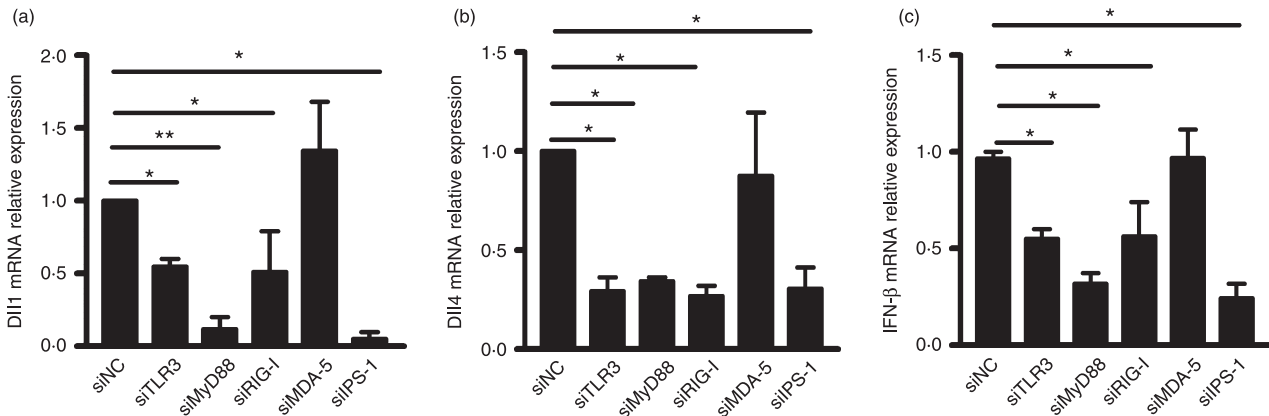 (a)
Dll1 mRNA relative expression
2·0
1·5
1·0
0·5
0·0
*
*
**
*
siNC
siTLR3
siMyD88
siRIG-I
siMDA-5
siIPS-1
(b)
Dll4 mRNA relative expression
1·5
1·0
0·5
0·0
*
*
*
*
siNC
siTLR3
siMyD88
siRIG-I
siMDA-5
siIPS-1
(c)
IFN-β mRNA relative expression
1·5
1·0
0·5
0·0
*
*
*
*
siNC
siTLR3
siMyD88
siRIG-I
siMDA-5
siIPS-1